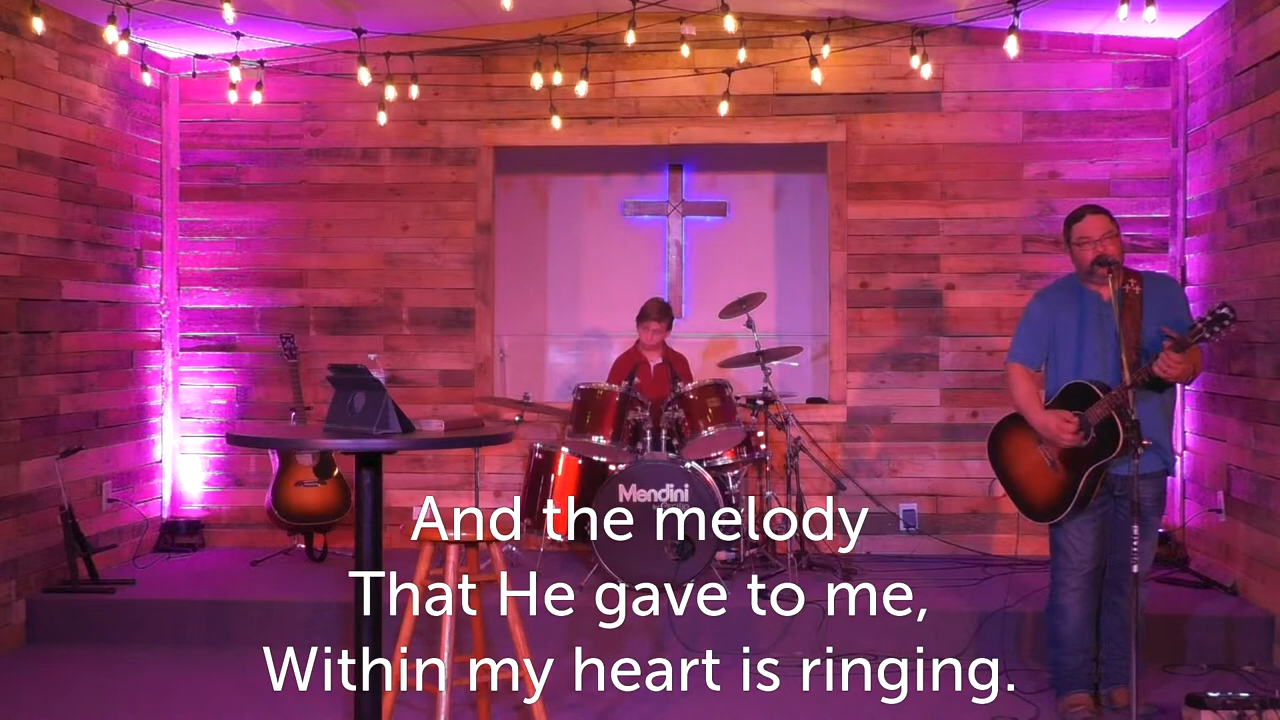 Mendini
And the melody
That He gave to me,
Within my heart is ringing.